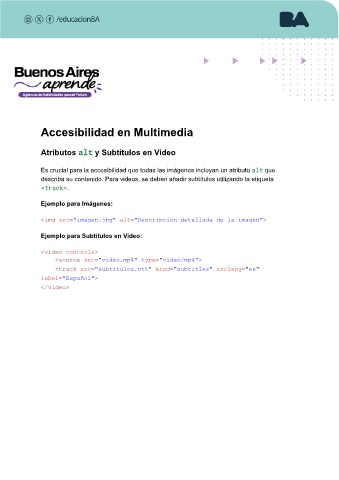 /educacionBA
BA
Buenos Aires
aprende
Agencia de Habilidades para el Futuro
Accesibilidad en Multimedia
Atributos alt y Subtítulos en Video
Es crucial para la accesibilidad que todas las imágenes incluyan un atributo alt que
describa su contenido. Para videos, se deben añadir subtítulos utilizando la etiqueta
<track>.
Ejemplo para Imágenes:
<img src="imagen.jpg" alt="Descripción detallada de la imagen">
Ejemplo para Subtítulos en Video:
<video controls>
<source src="video.mp4" type="video/mp4">
<track src="subtitulos.vtt" kind="subtitles" srclang="es"
label="Español">
</video>